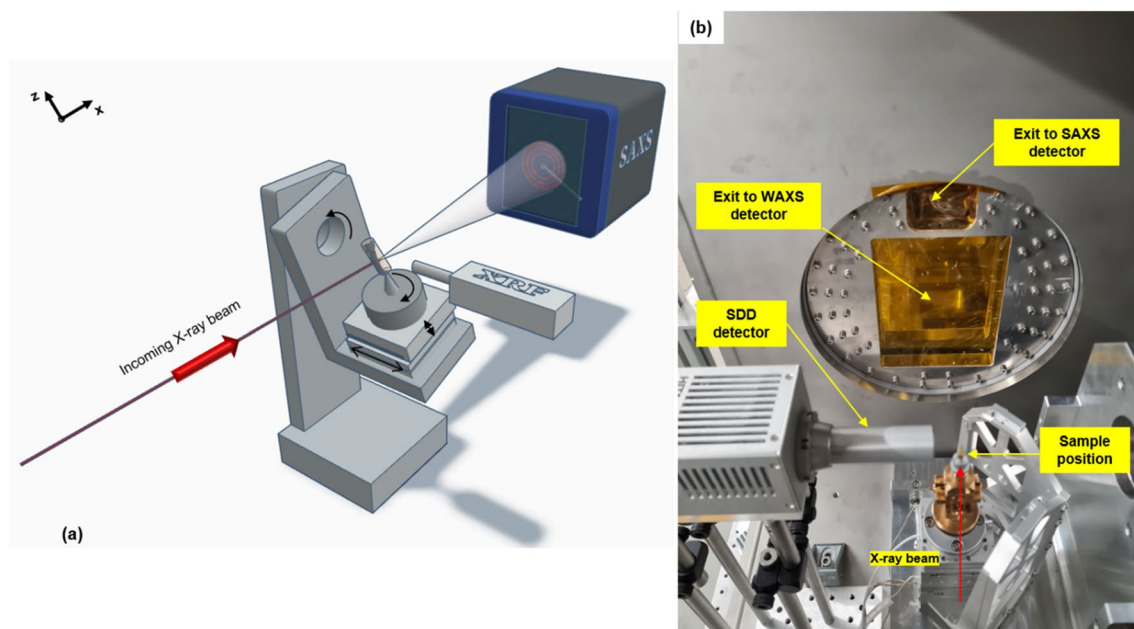 z
x
SAXS
XRF
Incoming X-ray beam
(a)
(b)
Exit to SAXS
detector
Exit to WAXS
detector
SDD
detector
Sample
position
X-ray beam